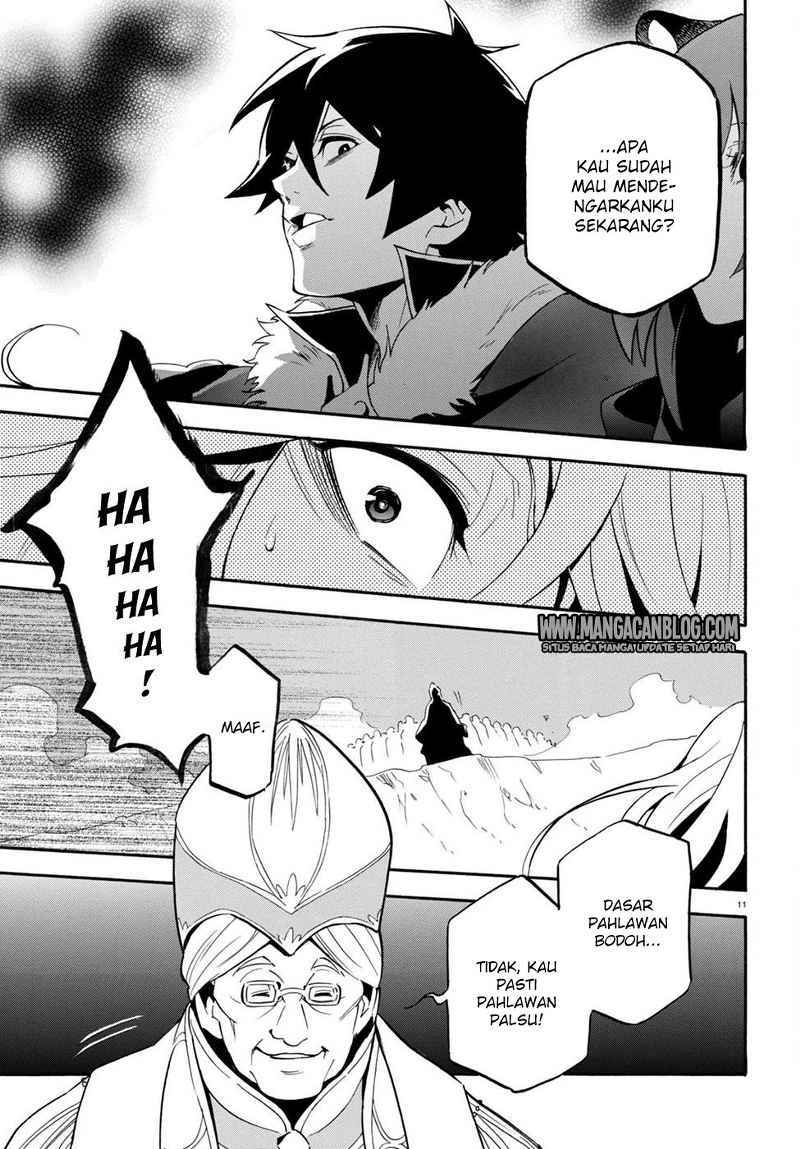 ...APA
KAU SUDAH
MAU MENDE-
NGARKANKU
SEKARANG?
HA
HA
HA
HA!
WWW.MANGACANBLOG.COM
SITUS BACA MANGA UPDATE SETIAP HARI
MAAF.
11
DASAR
PAHLAWAN
BODOH...
TIDAK, KAU
PASTI
PAHLAWAN
PALSU!